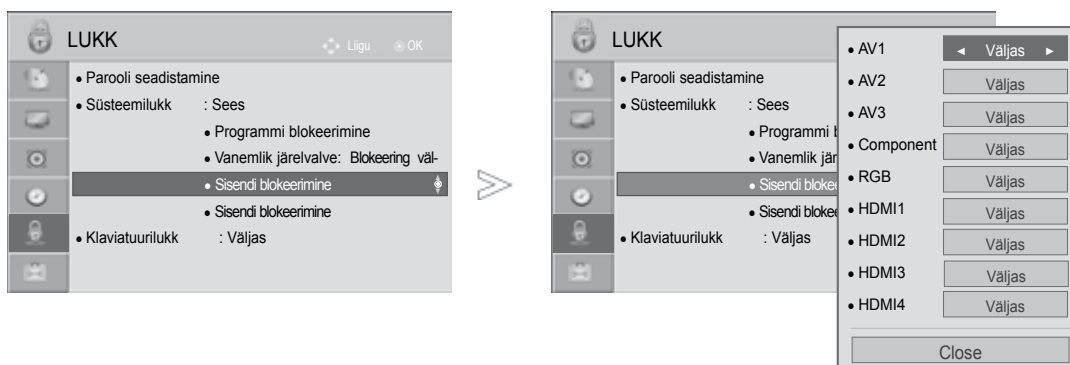 LUKK
Liigu
OK
• Parooli seadistamine
• Süsteemilukk : Sees
• Programmi blokeerimine
• Vanemlik järelvalve: Blokeering väl-
• Sisendi blokeerimine
• Sisendi blokeerimine
• Klaviatuurilukk : Väljas
LUKK
• Parooli seadistamine
• Süsteemilukk : Sees
• Programmi b
• Vanemlik jär
• Sisendi bloke
• Sisendi bloke
• Klaviatuurilukk : Väljas
• AV1 ◄ Väljas ►
• AV2 Väljas
• AV3 Väljas
• Component Väljas
• RGB Väljas
• HDMI1 Väljas
• HDMI2 Väljas
• HDMI3 Väljas
• HDMI4 Väljas
Close